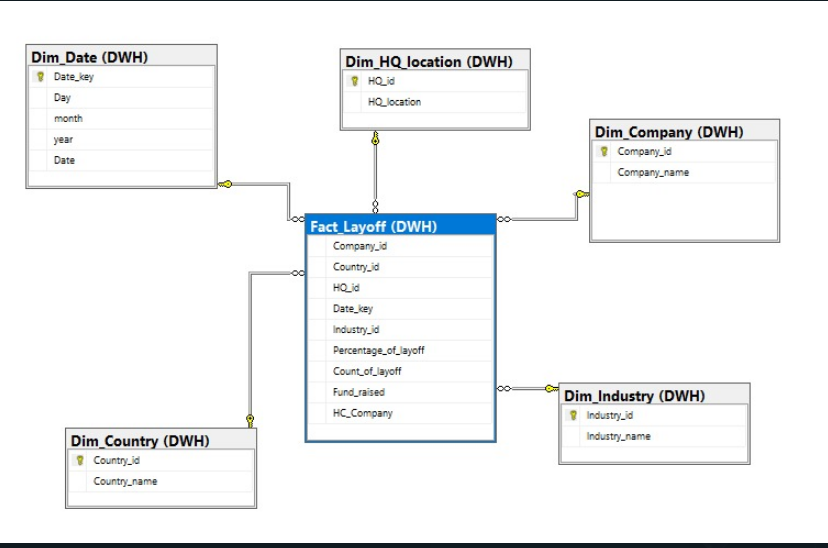 Dim_Date (DWH)
Date_key
Day
month
year
Date
Dim_HQ_location (DWH)
HQ_id
HQ_location
Dim_Company (DWH)
Company_id
Company_name
Fact_Layoff (DWH)
Company_id
Country_id
HQ_id
Date_key
Industry_id
Percentage_of_layoff
Count_of_layoff
Fund_raised
HC_Company
Dim_Country (DWH)
Country_id
Country_name
Dim_Industry (DWH)
Industry_id
Industry_name